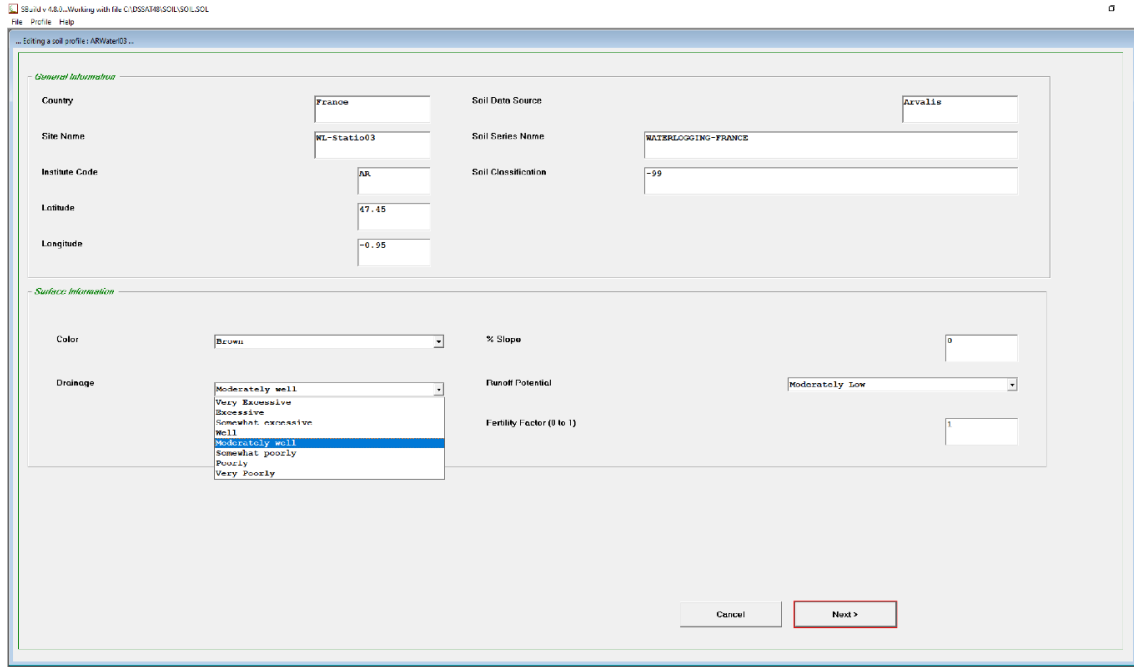 SBuild v 4.8.0...Working with file C:\DSSAT48\SOIL\SOIL.SOL
File Profile Help
... Editing a soil profile : ARWaterl03 ...
General Information
Country France Soil Data Source Arvalis
Site Name WL-Statio03 Soil Series Name WATERLOGGING-FRANCE
Institute Code AR Soil Classification -99
Latitude 47.45
Longitude -0.95
Surface Information
Color Brown % Slope 0
Drainage Moderately well Runoff Potential Moderately Low
Very Excessive
Excessive
Somewhat excessive
Well
Moderately well
Somewhat poorly
Poorly
Very Poorly
Fertility Factor (0 to 1) 1
Cancel Next >